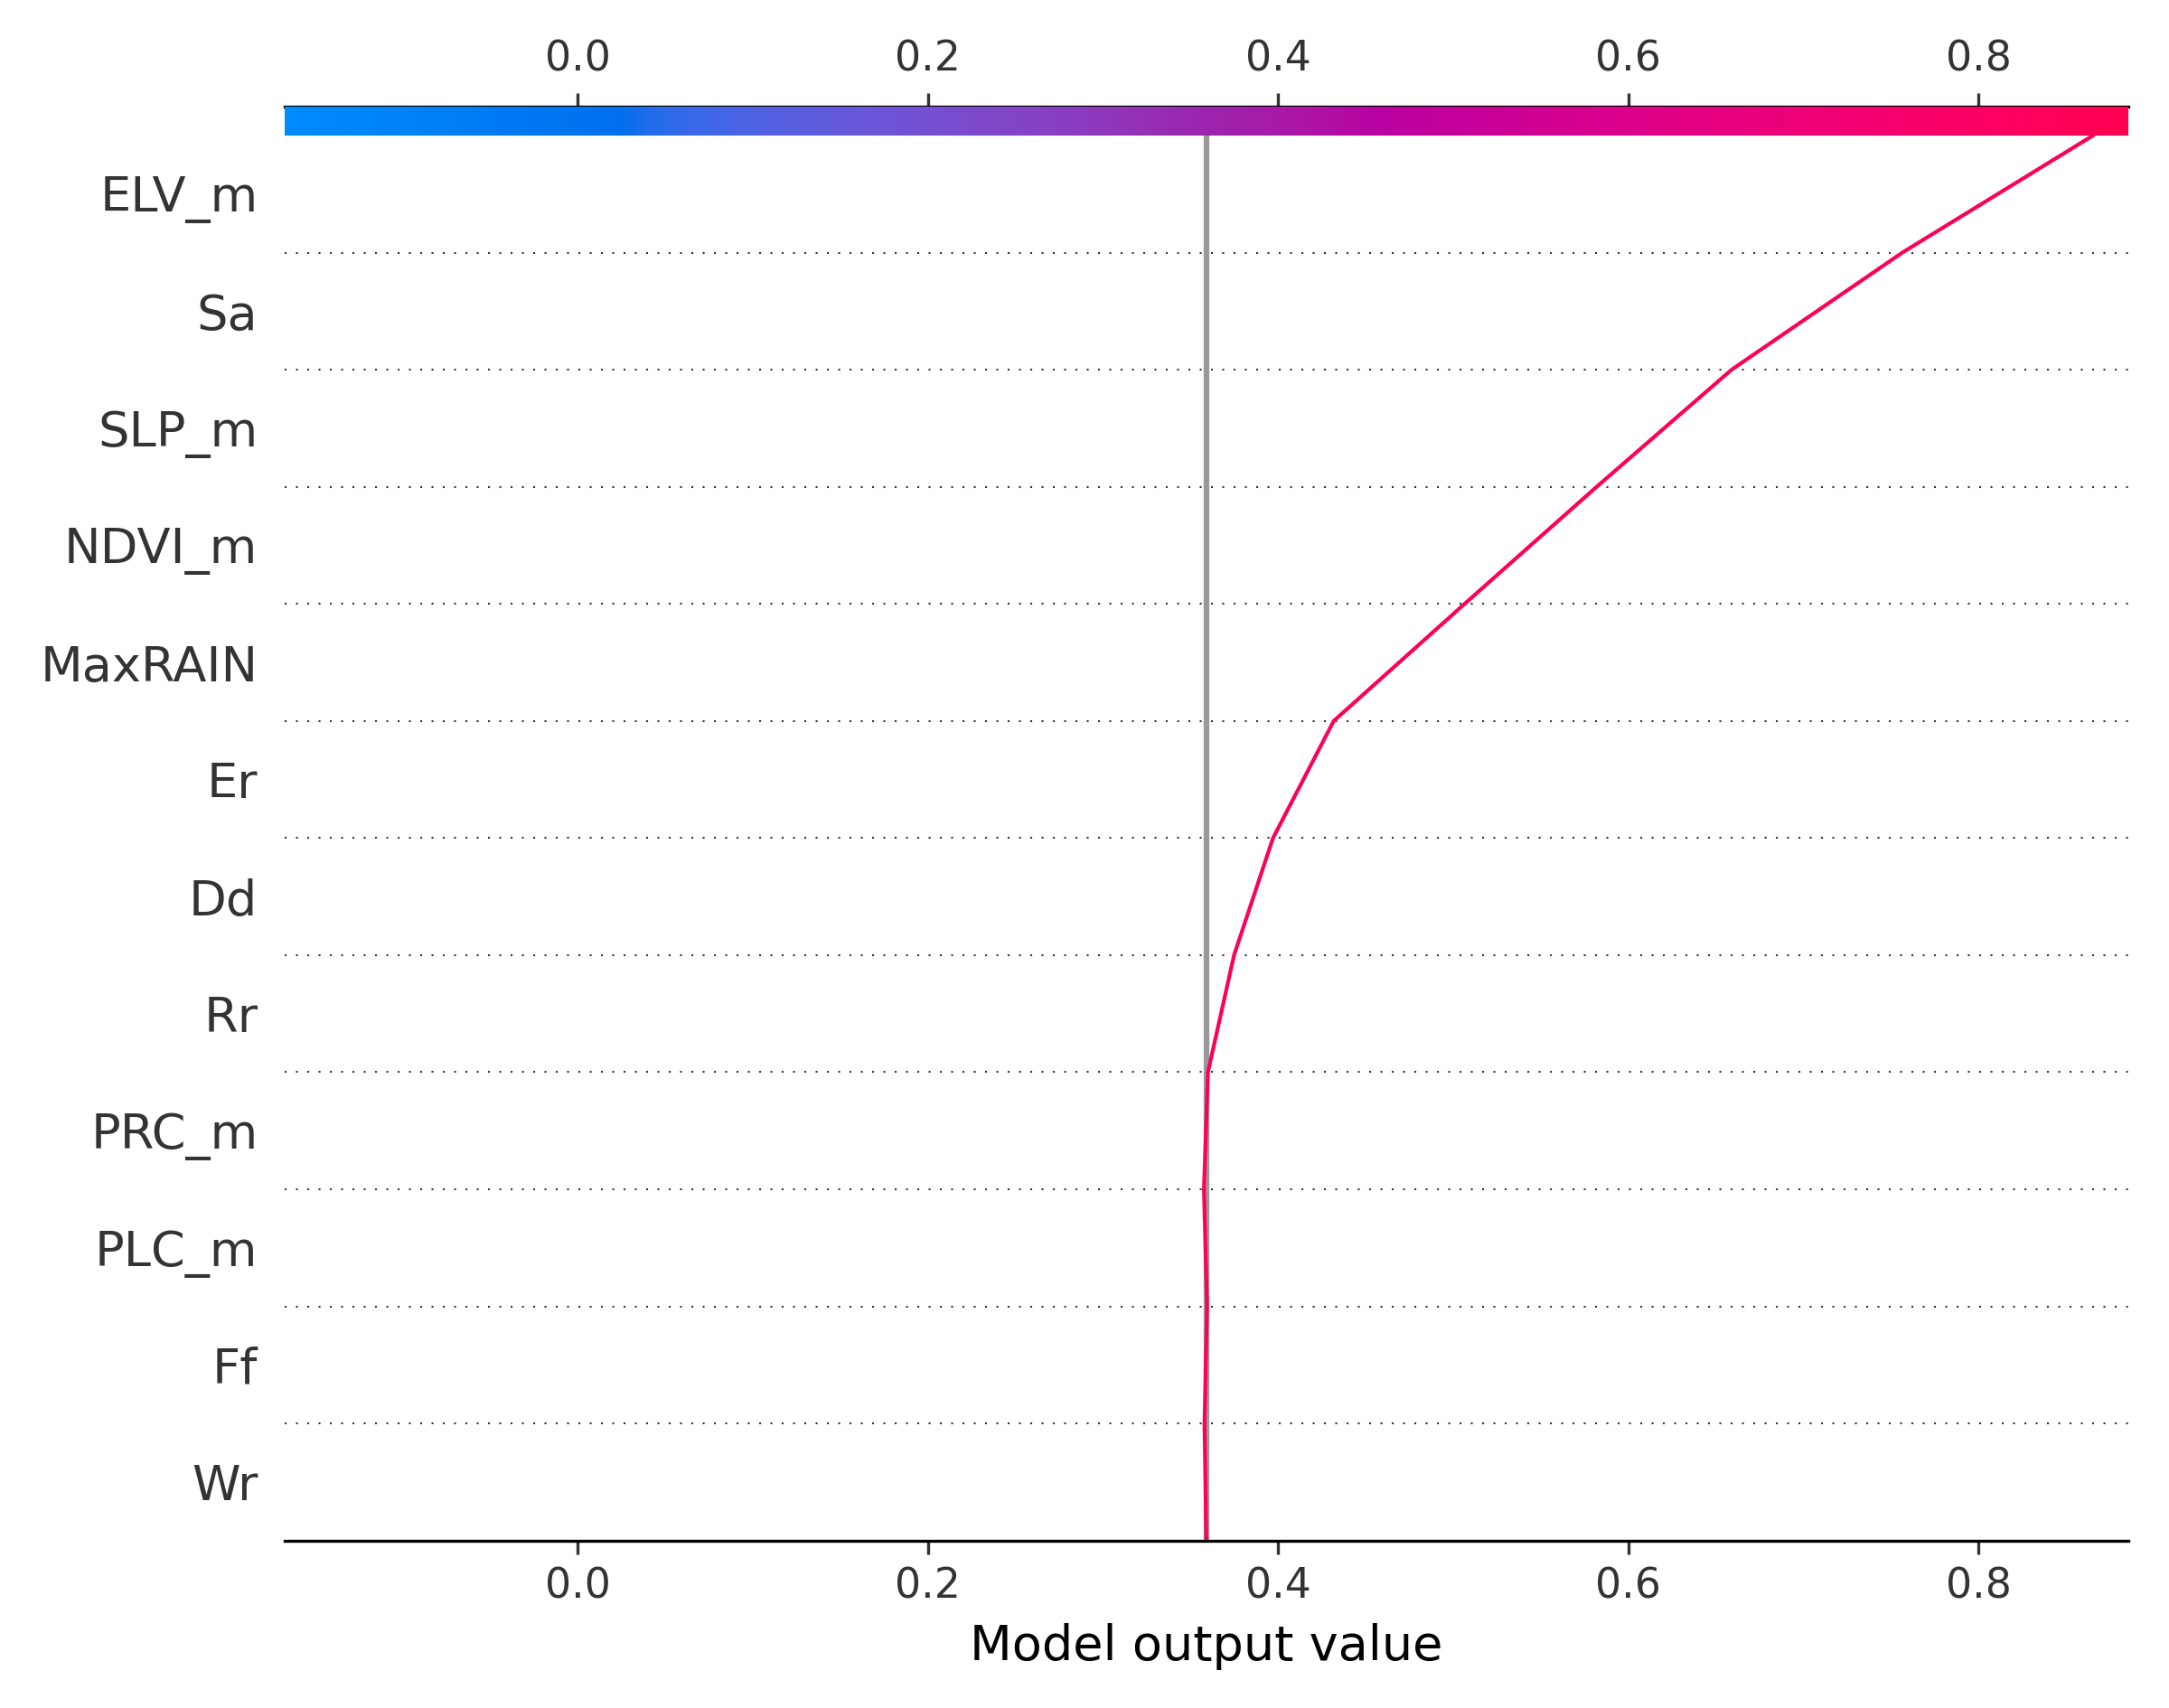 0.0 0.2 0.4 0.6 0.8
ELV_m
Sa
SLP_m
NDVI_m
MaxRAIN
Er
Dd
Rr
PRC_m
PLC_m
Ff
Wr
0.0 0.2 0.4 0.6 0.8
Model output value